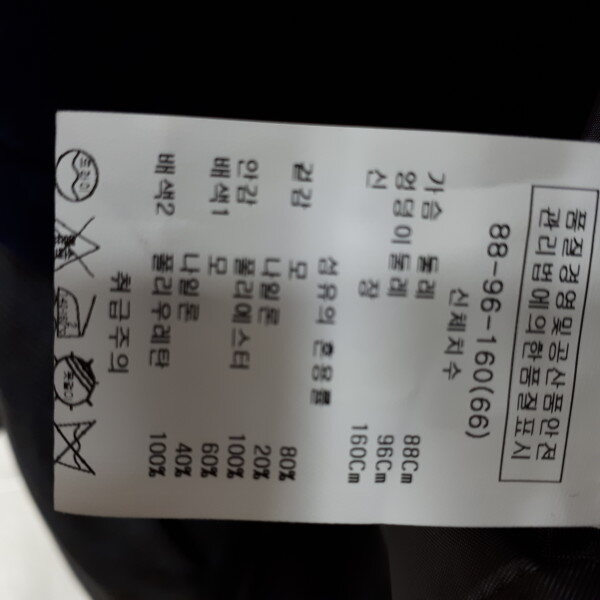 품질경영및공산품안전
관리법에의한품질표시
88-96-160(66)
신체치수
가슴 둘레 88Cm
엉덩이둘레 96Cm
신 장 160Cm
섬유의 혼용률
겉감 모 80%
나일론 20%
안감 폴리에스터 100%
배색1 모 60%
나일론 40%
배색2 폴리우레탄 100%
취급주의
드라이